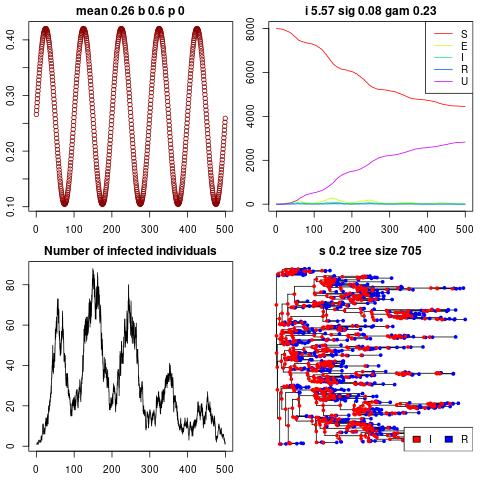 mean 0.26 b 0.6 p 0
0.40
0.30
0.20
0.10
0 100 200 300 400 500
i 5.57 sig 0.08 gam 0.23
8000
6000
4000
2000
0
S
E
I
R
U
0 100 200 300 400 500
Number of infected individuals
80
60
40
20
0
0 100 200 300 400 500
s 0.2 tree size 705
I R